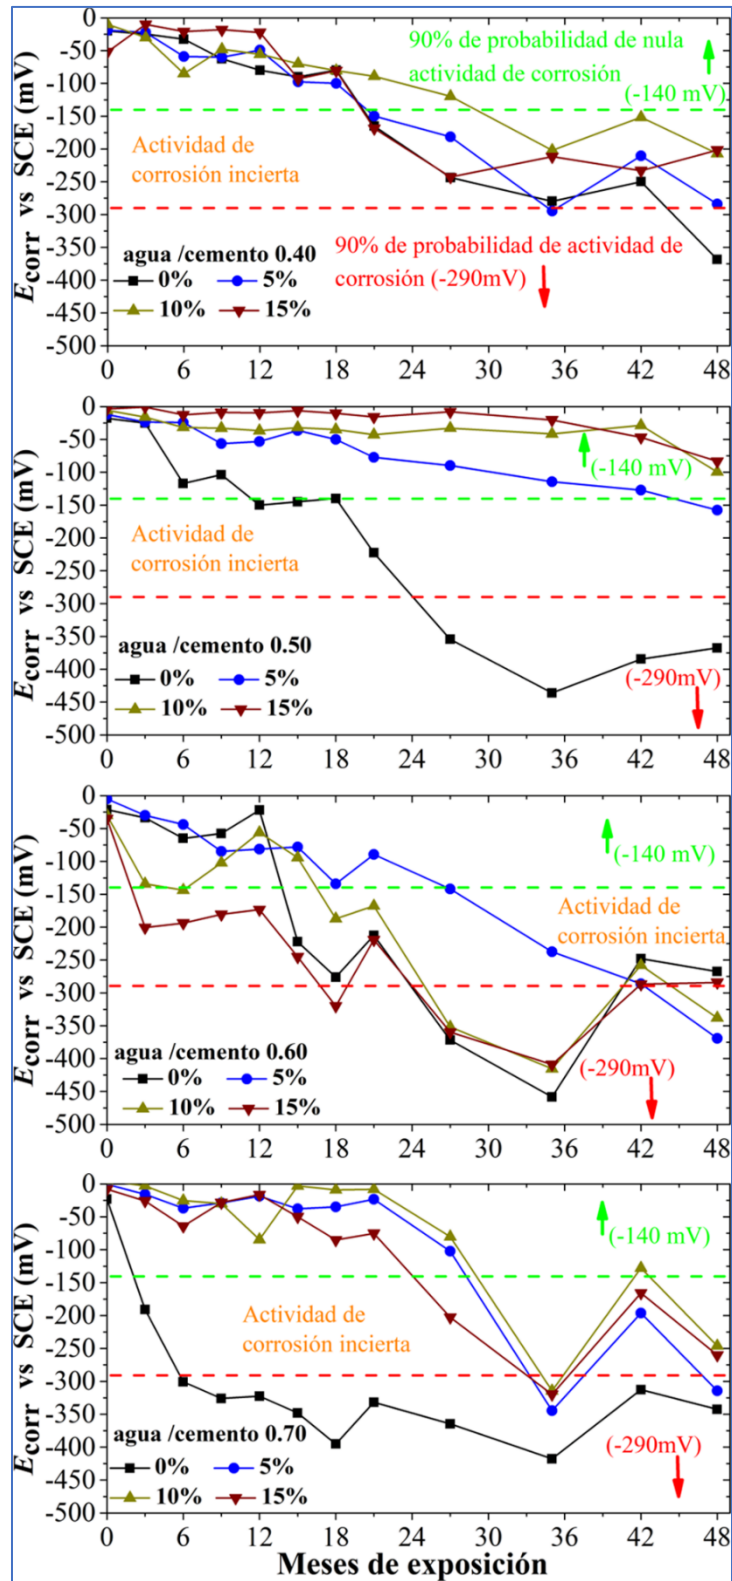 90% de probabilidad de nula
actividad de corrosión
(-140 mV)
Actividad de
corrosión incierta
90% de probabilidad de actividad de
corrosión (-290mV)
agua /cemento 0.40
0% 5%
10% 15%
0
-50
-100
-150
-200
-250
-300
-350
-400
-450
-500
Ecorr vs SCE (mV)
0 6 12 18 24 30 36 42 48
(-140 mV)
Actividad de
corrosión incierta
agua /cemento 0.50
0% 5%
10% 15%
(-290mV)
0
-50
-100
-150
-200
-250
-300
-350
-400
-450
-500
Ecorr vs SCE (mV)
0 6 12 18 24 30 36 42 48
(-140 mV)
Actividad de
corrosión incierta
agua /cemento 0.60
0% 5%
10% 15%
(-290mV)
0
-50
-100
-150
-200
-250
-300
-350
-400
-450
-500
Ecorr vs SCE (mV)
0 6 12 18 24 30 36 42 48
(-140 mV)
Actividad de
corrosión incierta
agua /cemento 0.70
0% 5%
10% 15%
(-290mV)
0
-50
-100
-150
-200
-250
-300
-350
-400
-450
-500
Ecorr vs SCE (mV)
0 6 12 18 24 30 36 42 48
Meses de exposición